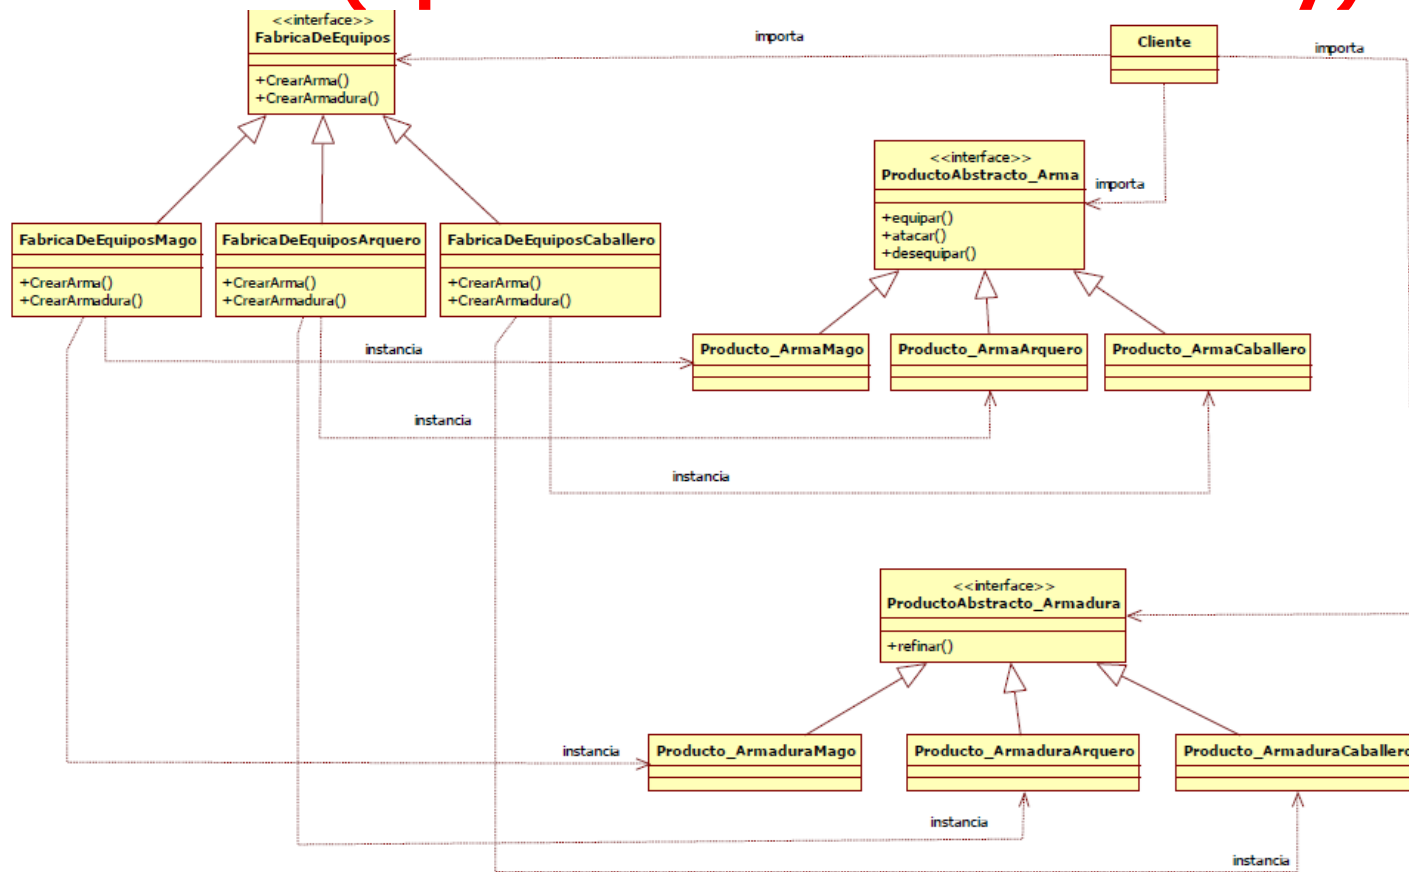 <<interface>>
FabricaDeEquipos
+CrearArma()
+CrearArmadura()
importa
Cliente
importa
<<interface>>
ProductoAbstracto_Arma
+equipar()
+atacar()
+desequipar()
importa
FabricaDeEquiposMago
+CrearArma()
+CrearArmadura()
FabricaDeEquiposArquero
+CrearArma()
+CrearArmadura()
FabricaDeEquiposCaballero
+CrearArma()
+CrearArmadura()
instancia
Producto_ArmaMago
Producto_ArmaArquero
Producto_ArmaCaballero
instancia
instancia
<<interface>>
ProductoAbstracto_Armadura
+refinar()
instancia
Producto_ArmaduraMago
Producto_ArmaduraArquero
Producto_ArmaduraCaballero
instancia
instancia